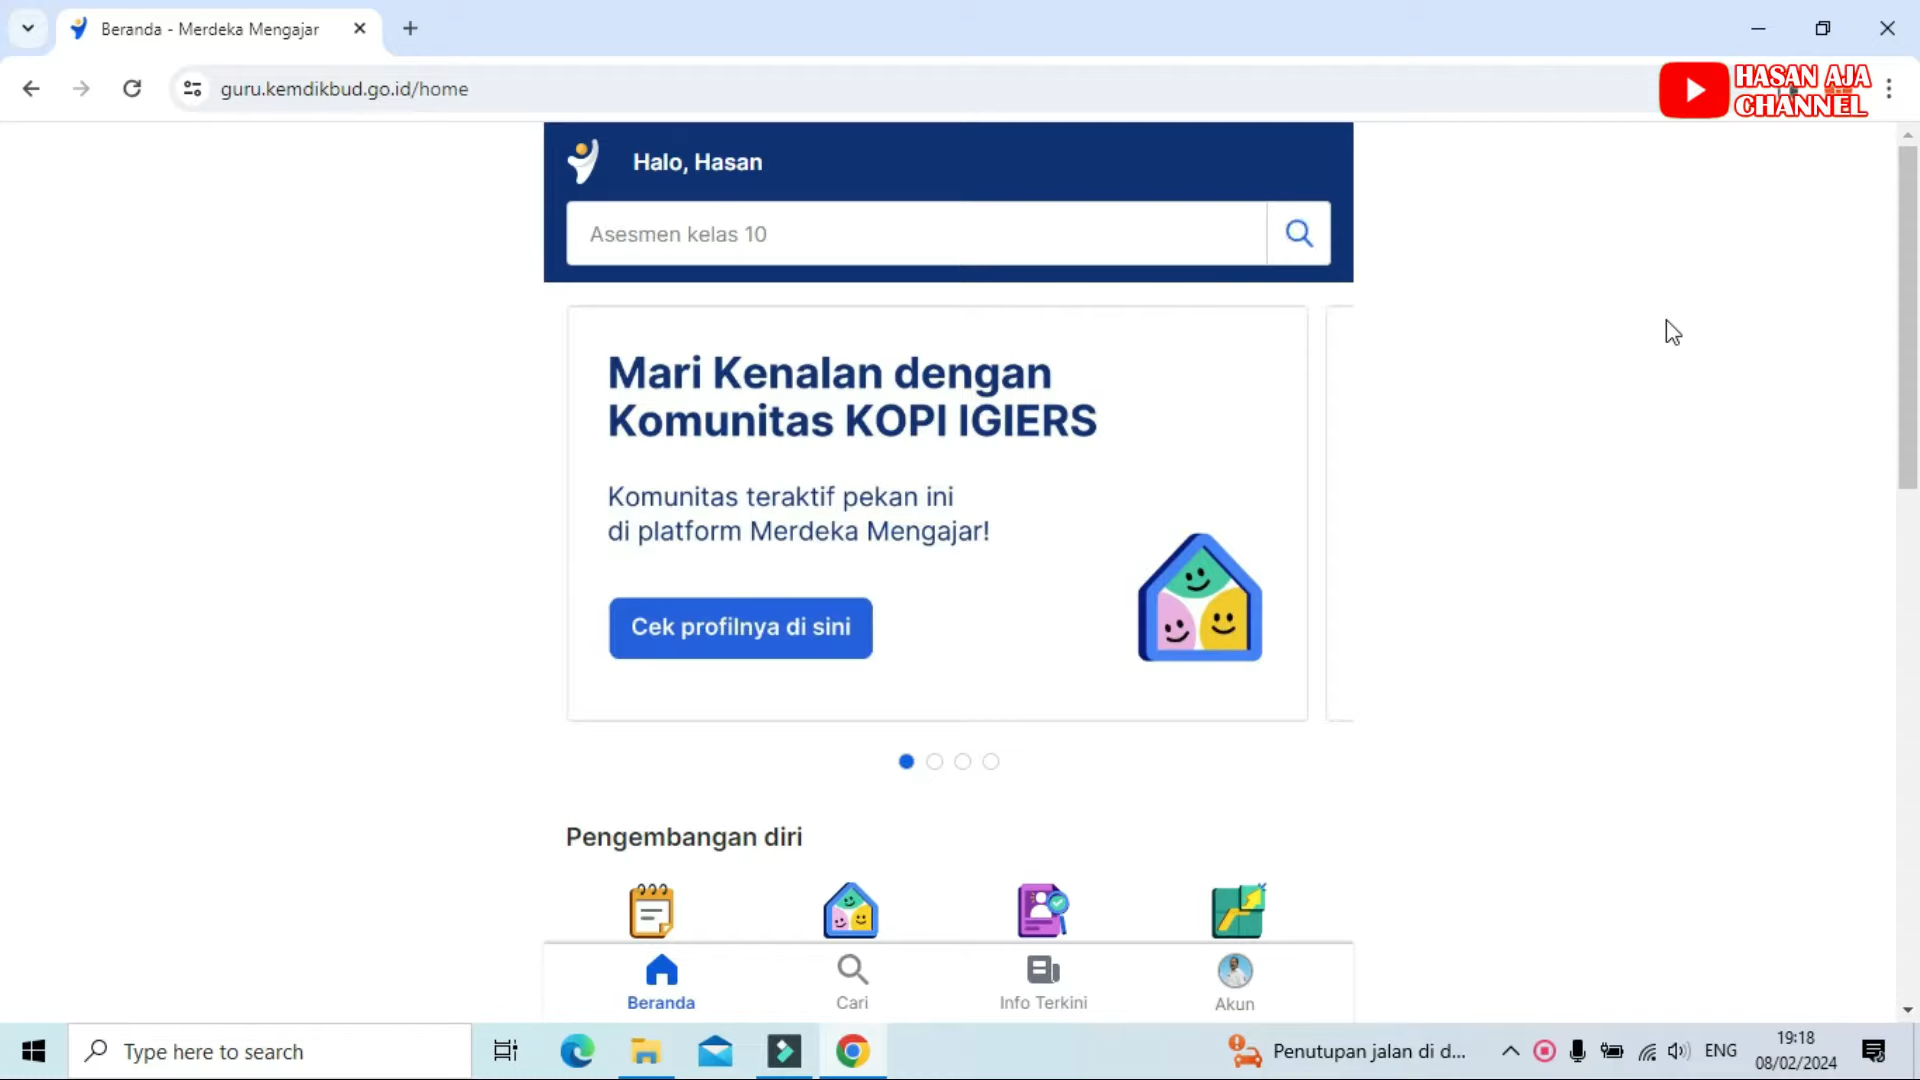 Beranda - Merdeka Mengajar
guru.kemdikbud.go.id/home
HASAN AJA
CHANNEL
Halo, Hasan
Asesmen kelas 10
Mari Kenalan dengan
Komunitas KOPI IGIERS
Komunitas teraktif pekan ini
di platform Merdeka Mengajar!
Cek profilnya di sini
Pengembangan diri
Beranda
Cari
Info Terkini
Akun
Type here to search
Penutupan jalan di d...
ENG
19:18
08/02/2024